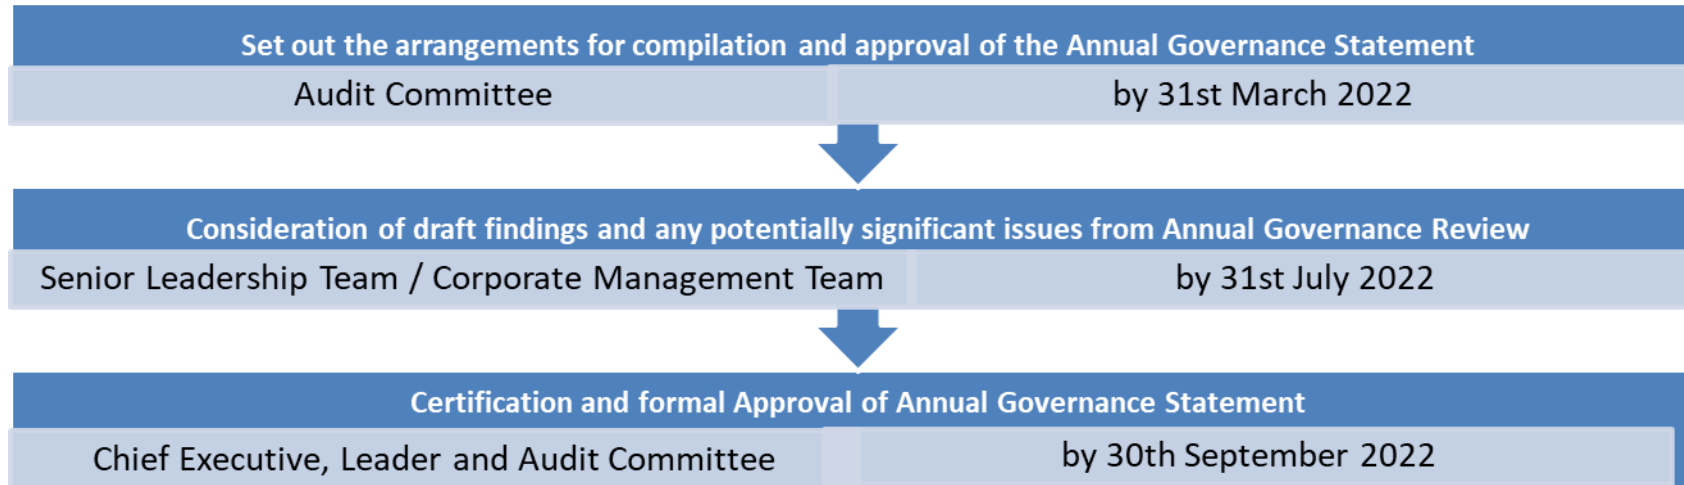 Set out the arrangements for compilation and approval of the Annual Governance Statement
Audit Committee
by 31st March 2022
Consideration of draft findings and any potentially significant issues from Annual Governance Review
Senior Leadership Team / Corporate Management Team
by 31st July 2022
Certification and formal Approval of Annual Governance Statement
Chief Executive, Leader and Audit Committee
by 30th September 2022